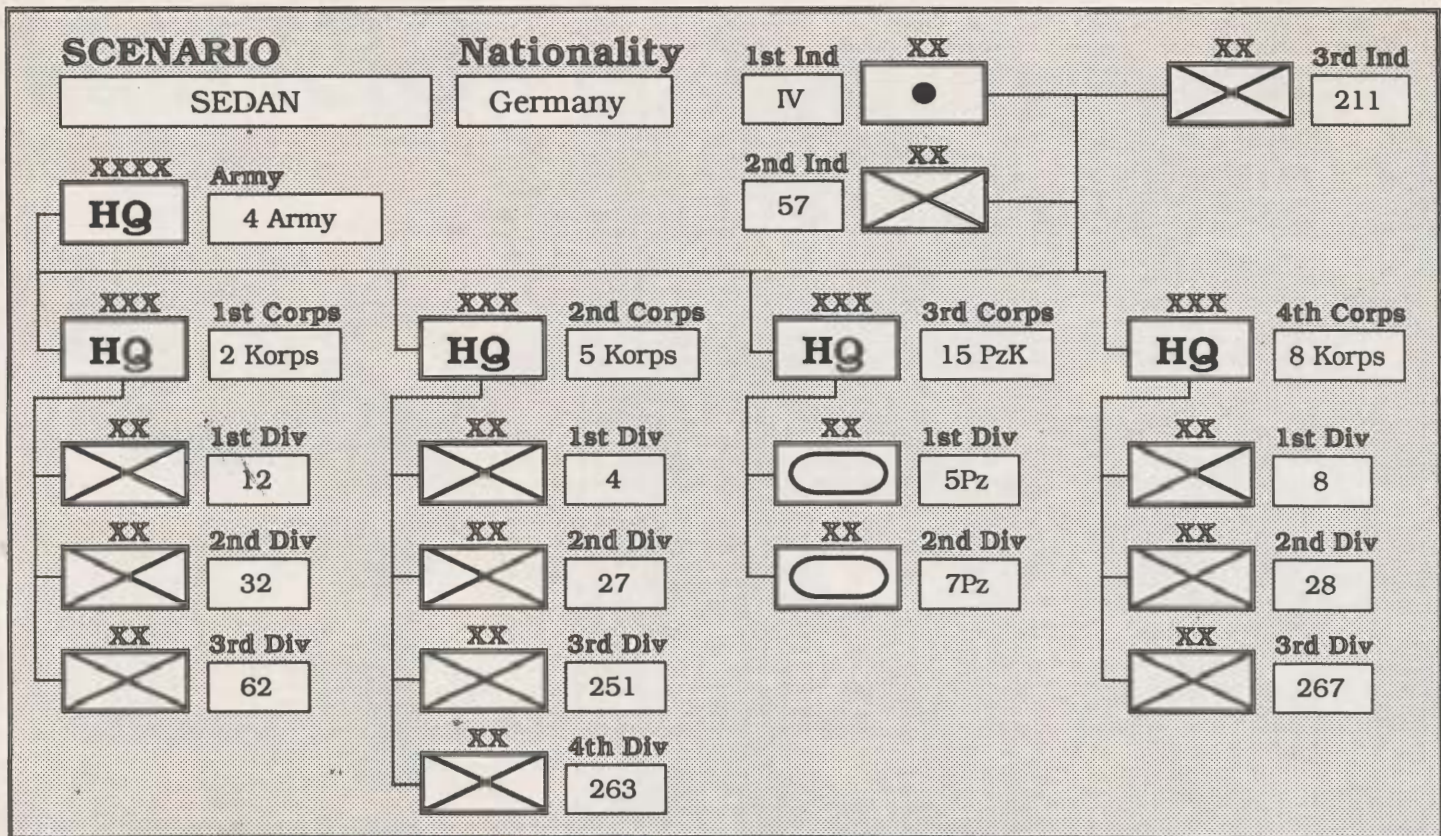 SCENARIO
SEDAN
Nationality
Germany
1st Ind
IV
XX
XX
3rd Ind
211
2nd Ind
57
XX
XXXX
HQ
Army
4 Army
XXX
HQ
1st Corps
2 Korps
XXX
HQ
2nd Corps
5 Korps
XXX
HQ
3rd Corps
15 PzK
XXX
HQ
4th Corps
8 Korps
XX
1st Div
12
XX
2nd Div
32
XX
3rd Div
62
XX
1st Div
4
XX
2nd Div
27
XX
3rd Div
251
XX
4th Div
263
XX
1st Div
5Pz
XX
2nd Div
7Pz
XX
1st Div
8
XX
2nd Div
28
XX
3rd Div
267